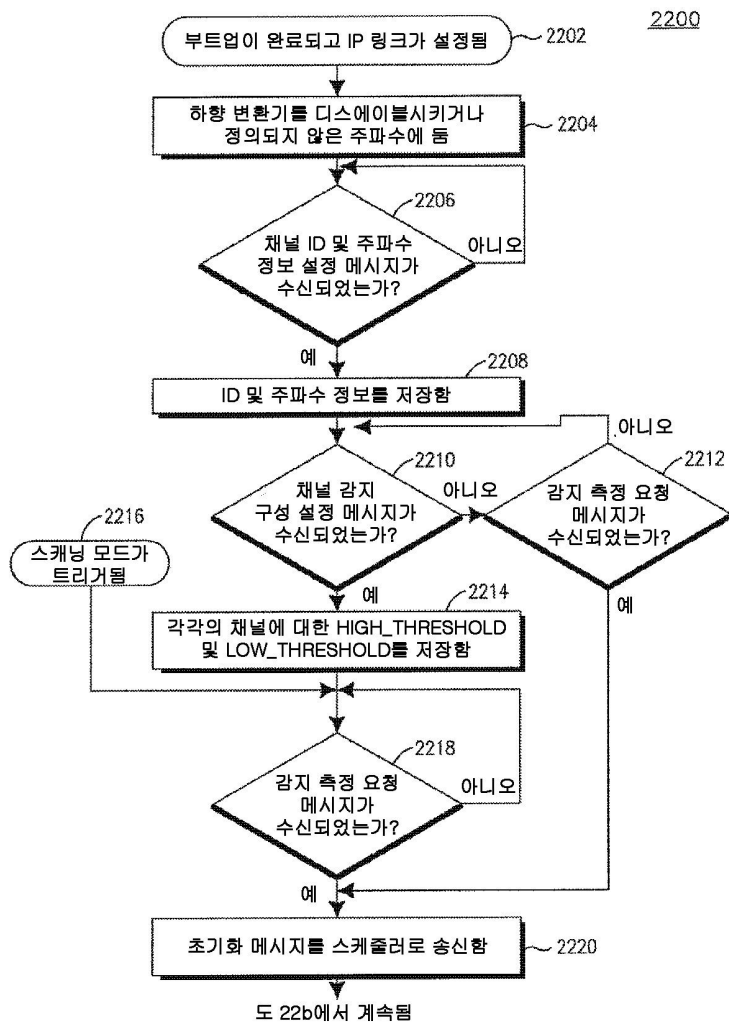 2200
부트업이 완료되고 IP 링크가 설정됨
2202
하향 변환기를 디스에이블시키거나
정의되지 않은 주파수에 둠
2204
2206
채널 ID 및 주파수
정보 설정 메시지가
수신되었는가?
아니오
예
2208
ID 및 주파수 정보를 저장함
2210
채널 감지
구성 설정 메시지가
수신되었는가?
아니오
.아니오
2212
감지 측정 요청
메시지가
수신되었는가?
예
2216
스캐닝 모드가
트리거됨
예
2214
각각의 채널에 대한 HIGH_THRESHOLD
및 LOW_THRESHOLD를 저장함
2218
감지 측정 요청
메시지가
수신되었는가?
아니오
예
초기화 메시지를 스케줄러로 송신함
2220
도 22b에서 계속됨